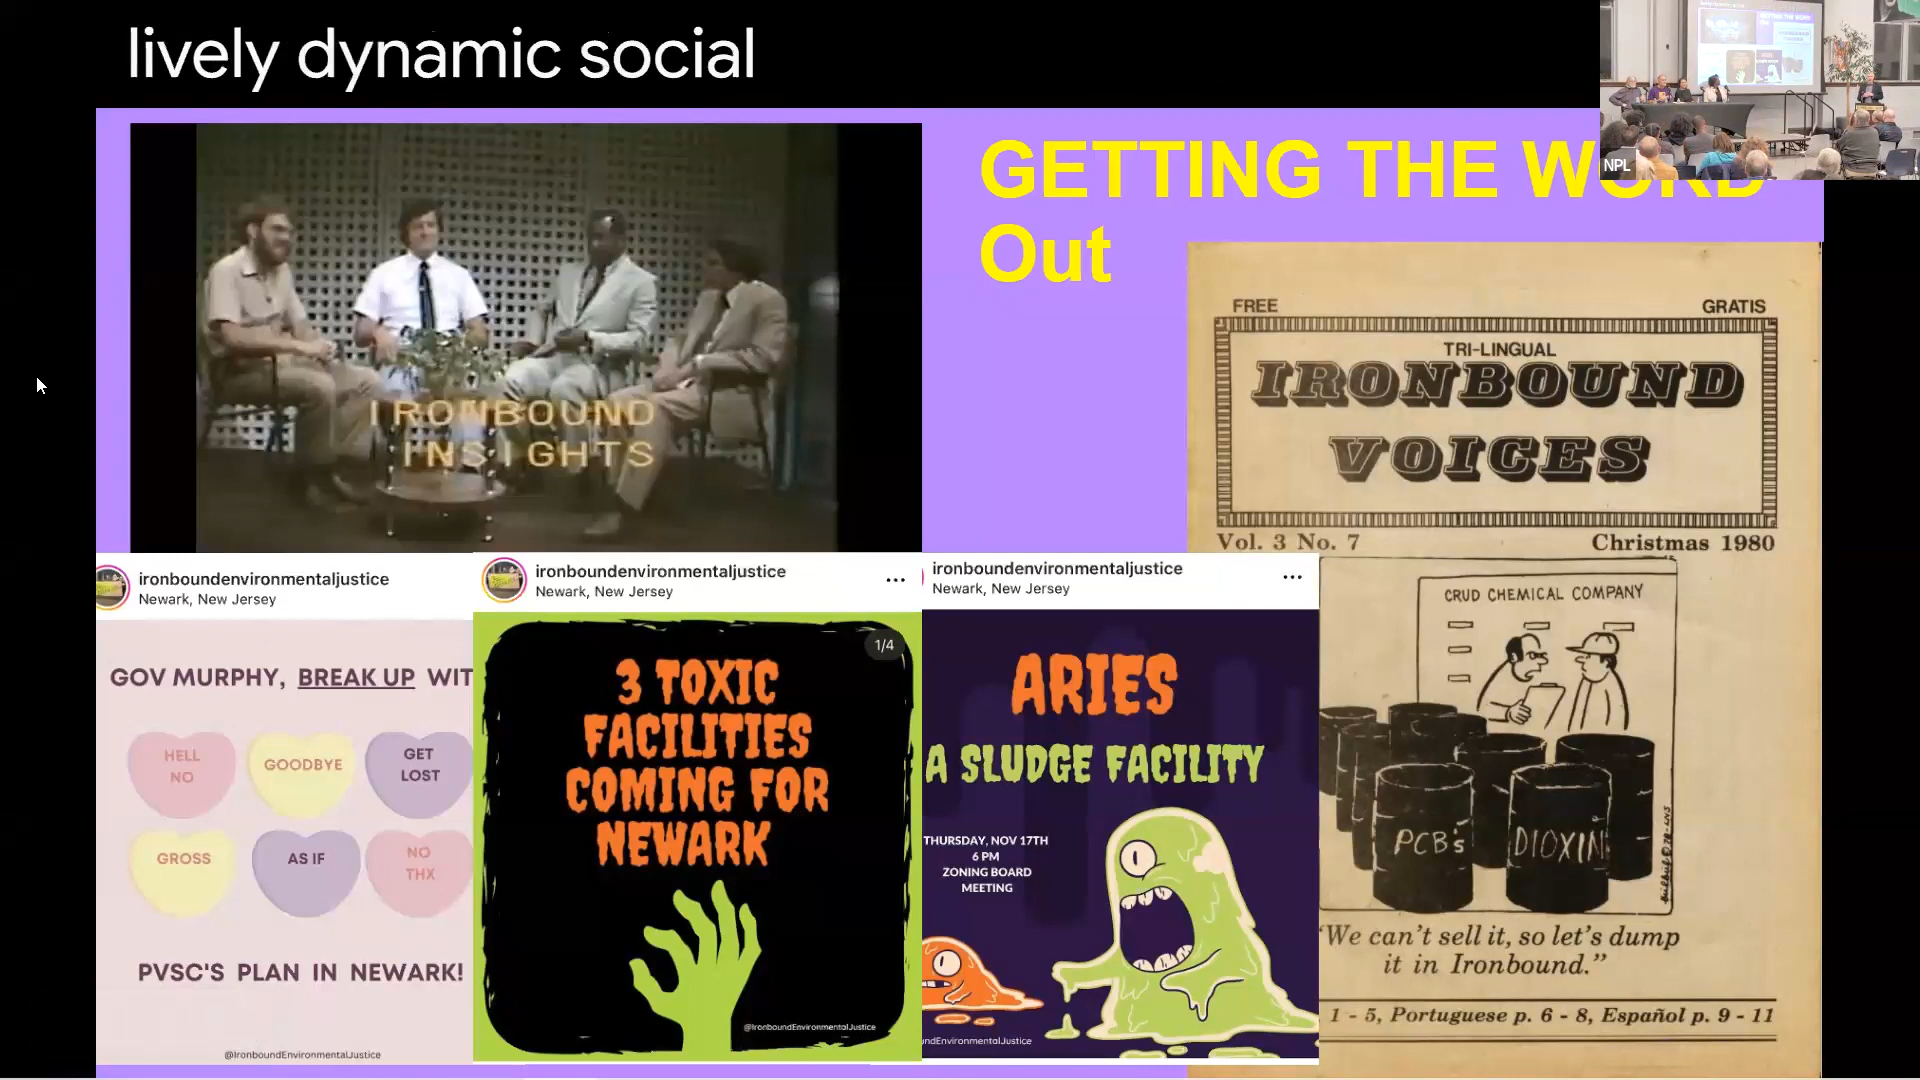 lively dynamic social
GETTING THE WORD
Out
NPL
IRONBOUND
INSIGHTS
FREE
GRATIS
TRI-LINGUAL
IRONBOUND
VOICES
Vol. 3 No. 7
Christmas 1980
CRUD CHEMICAL COMPANY
PCB's
DIOXIN
"We can't sell it, so let's dump
it in Ironbound."
1 - 5, Portuguese p. 6 - 8, Español p. 9 - 11
ironboundenvironmentaljustice
Newark, New Jersey
GOV MURPHY, BREAK UP WIT
HELL
NO
GOODBYE
GET
LOST
GROSS
AS IF
NO
THX
PVSC'S PLAN IN NEWARK!
@IronboundEnvironmentalJustice
ironboundenvironmentaljustice
Newark, New Jersey
1/4
3 TOXIC
FACILITIES
COMING FOR
NEWARK
@IronboundEnvironmentalJustice
ironboundenvironmentaljustice
Newark, New Jersey
ARIES
A SLUDGE FACILITY
THURSDAY, NOV 17TH
6 PM
ZONING BOARD
MEETING
ndEnvironmentalJustice